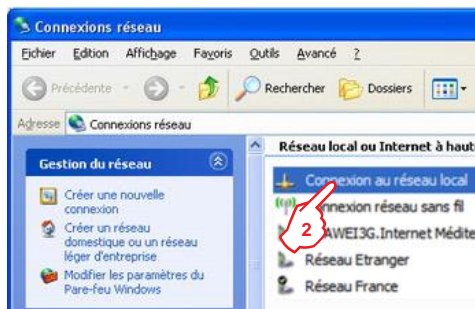 Connexions réseau
Fichier Edition Affichage Favoris Outils Avancé ?
Précédente Rechercher Dossiers
Adresse Connexions réseau
Gestion du réseau
Créer une nouvelle
connexion
Créer un réseau
domestique ou un réseau
léger d'entreprise
Modifier les paramètres du
Pare-feu Windows
Réseau local ou Internet à haut
Connexion au réseau local
nnexion réseau sans fil
2
AWEI3G.Internet Médite
Réseau Etranger
Réseau France